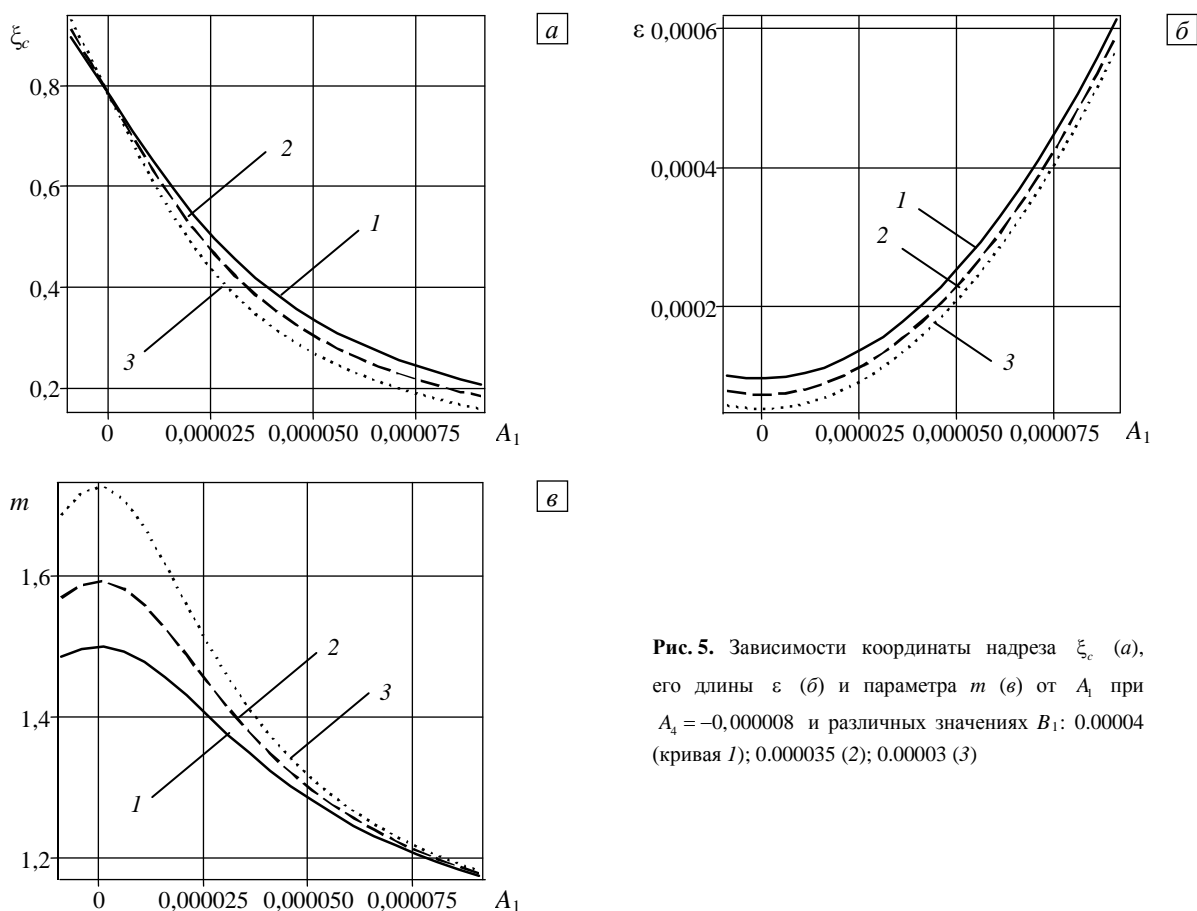 ξc
а
0,8
0,6
0,4
0,2
2
1
3
0 0,000025 0,000050 0,000075 A1
ε 0,0006
б
0,0004
0,0002
1
2
3
0 0,000025 0,000050 0,000075 A1
m
в
1,6
1,4
1,2
2
3
1
0 0,000025 0,000050 0,000075 A1
Рис. 5. Зависимости координаты надреза ξc (а),
его длины ε (б) и параметра m (в) от A1 при
A4 = −0,000008 и различных значениях B1: 0.00004
(кривая 1); 0.000035 (2); 0.00003 (3)